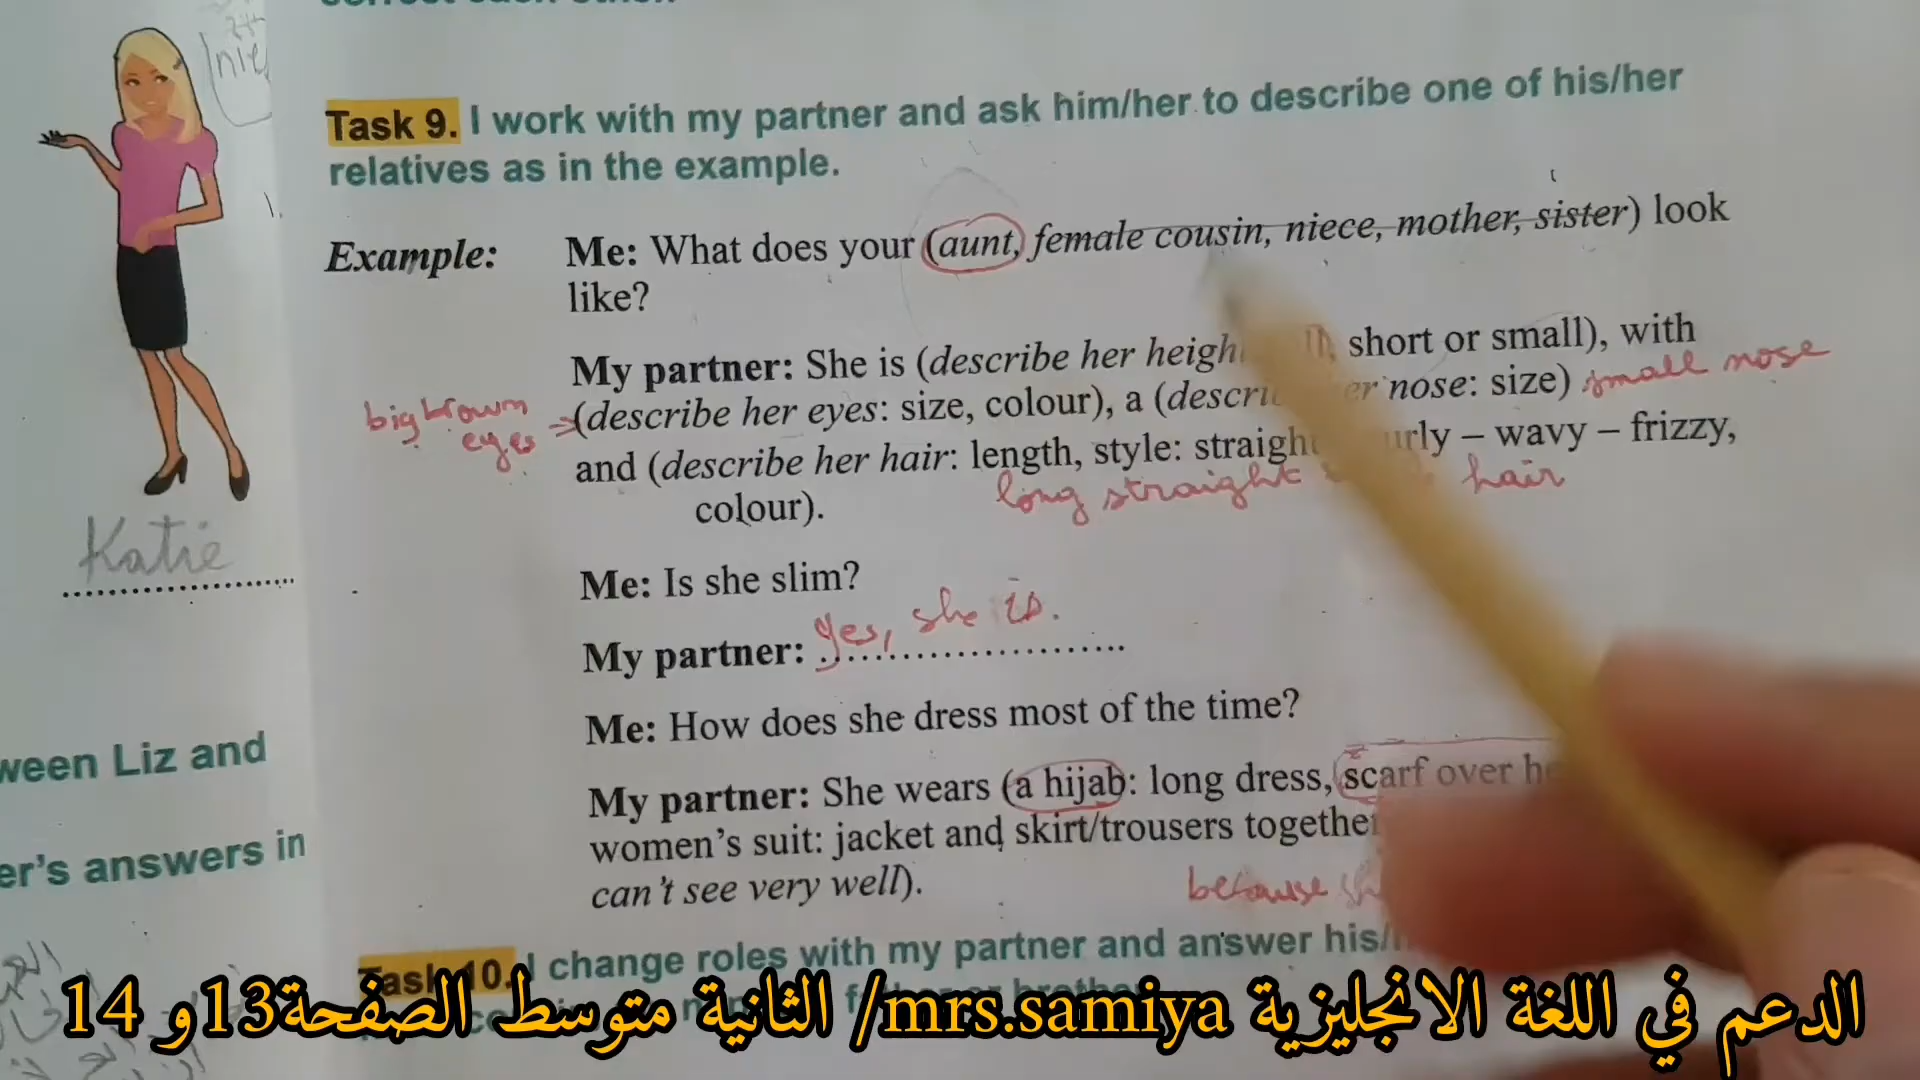 Task 9. I work with my partner and ask him/her to describe one of his/her
relatives as in the example.
Example: Me: What does your (aunt, female cousin, niece, mother, sister) look
like?
My partner: She is (describe her short or small), with
small nose
big brown
eyes
(describe her eyes: size, colour), a nose: size)
and (describe her hair: length, style: – wavy – frizzy,
long straight hair
colour).
Katie
Me: Is she slim?
Yes, she is.
My partner:
Me: How does she dress most of the time?
ween Liz and
My partner: She wears (a hijab: long dress, scarf over
women's suit: jacket and skirt/trousers
er's answers in
can't see very well).
because
Task 10. I change roles with my partner and answer
الدعم في اللغة الانجليزية mrs.samiya/ الثانية متوسط الصفحة13و 14